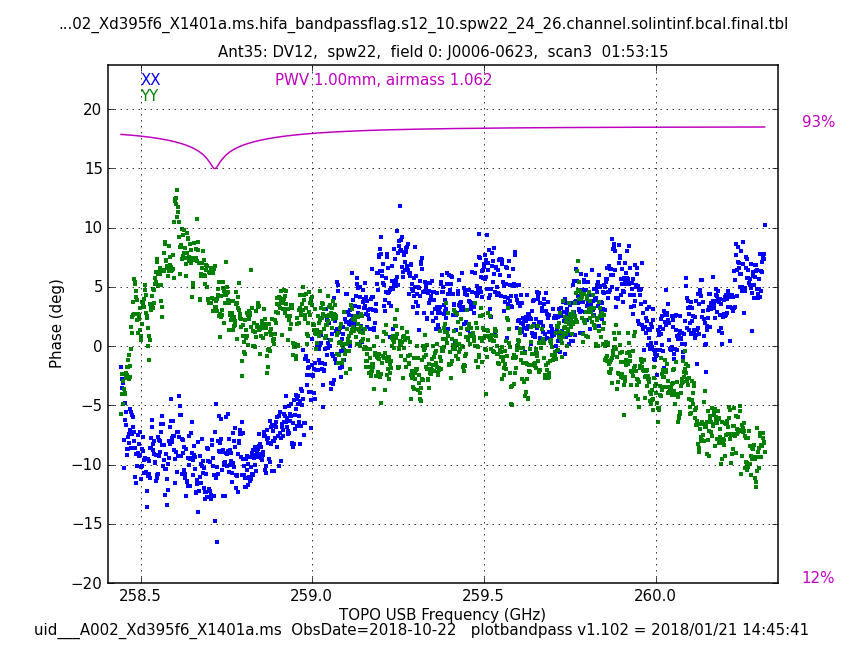 ...02_Xd395f6_X1401a.ms.hifa_bandpassflag.s12_10.spw22_24_26.channel.solintinf.bcal.final.tbl
Ant35: DV12, spw22, field 0: J0006-0623, scan3 01:53:15
XX
PWV 1.00mm, airmass 1.062
YY
93%
20
15
10
5
0
−5
−10
−15
−20
Phase (deg)
12%
258.5 259.0 259.5 260.0
TOPO USB Frequency (GHz)
uid___A002_Xd395f6_X1401a.ms ObsDate=2018-10-22 plotbandpass v1.102 = 2018/01/21 14:45:41